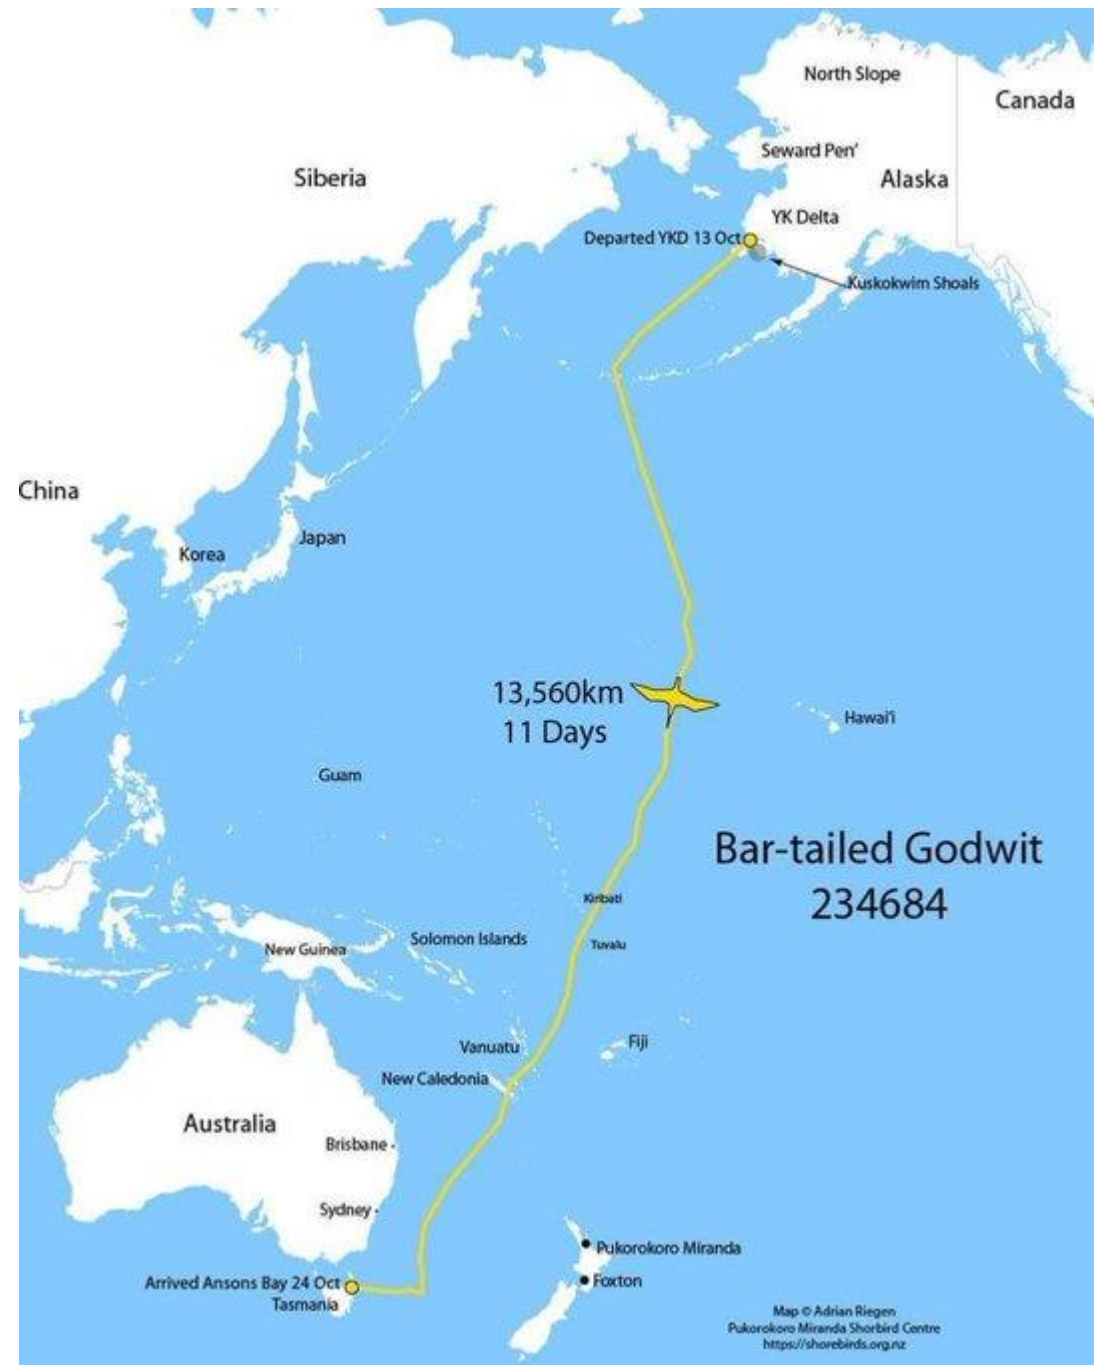 North Slope
Canada
Seward Pen'
Siberia
Alaska
YK Delta
Departed YKD 13 Oct
Kuskokwim Shoals
China
Japan
Korea
13,560km
11 Days
Hawai'i
Guam
Bar-tailed Godwit
234684
Kiribati
Solomon Islands
Tuvalu
New Guinea
Vanuatu
Fiji
New Caledonia
Australia
Brisbane
Sydney
Pukorokoro Miranda
Arrived Ansons Bay 24 Oct
Tasmania
Foxton
Map © Adrian Riegen
Pukorokoro Miranda Shorbird Centre
https://shorebirds.org.nz